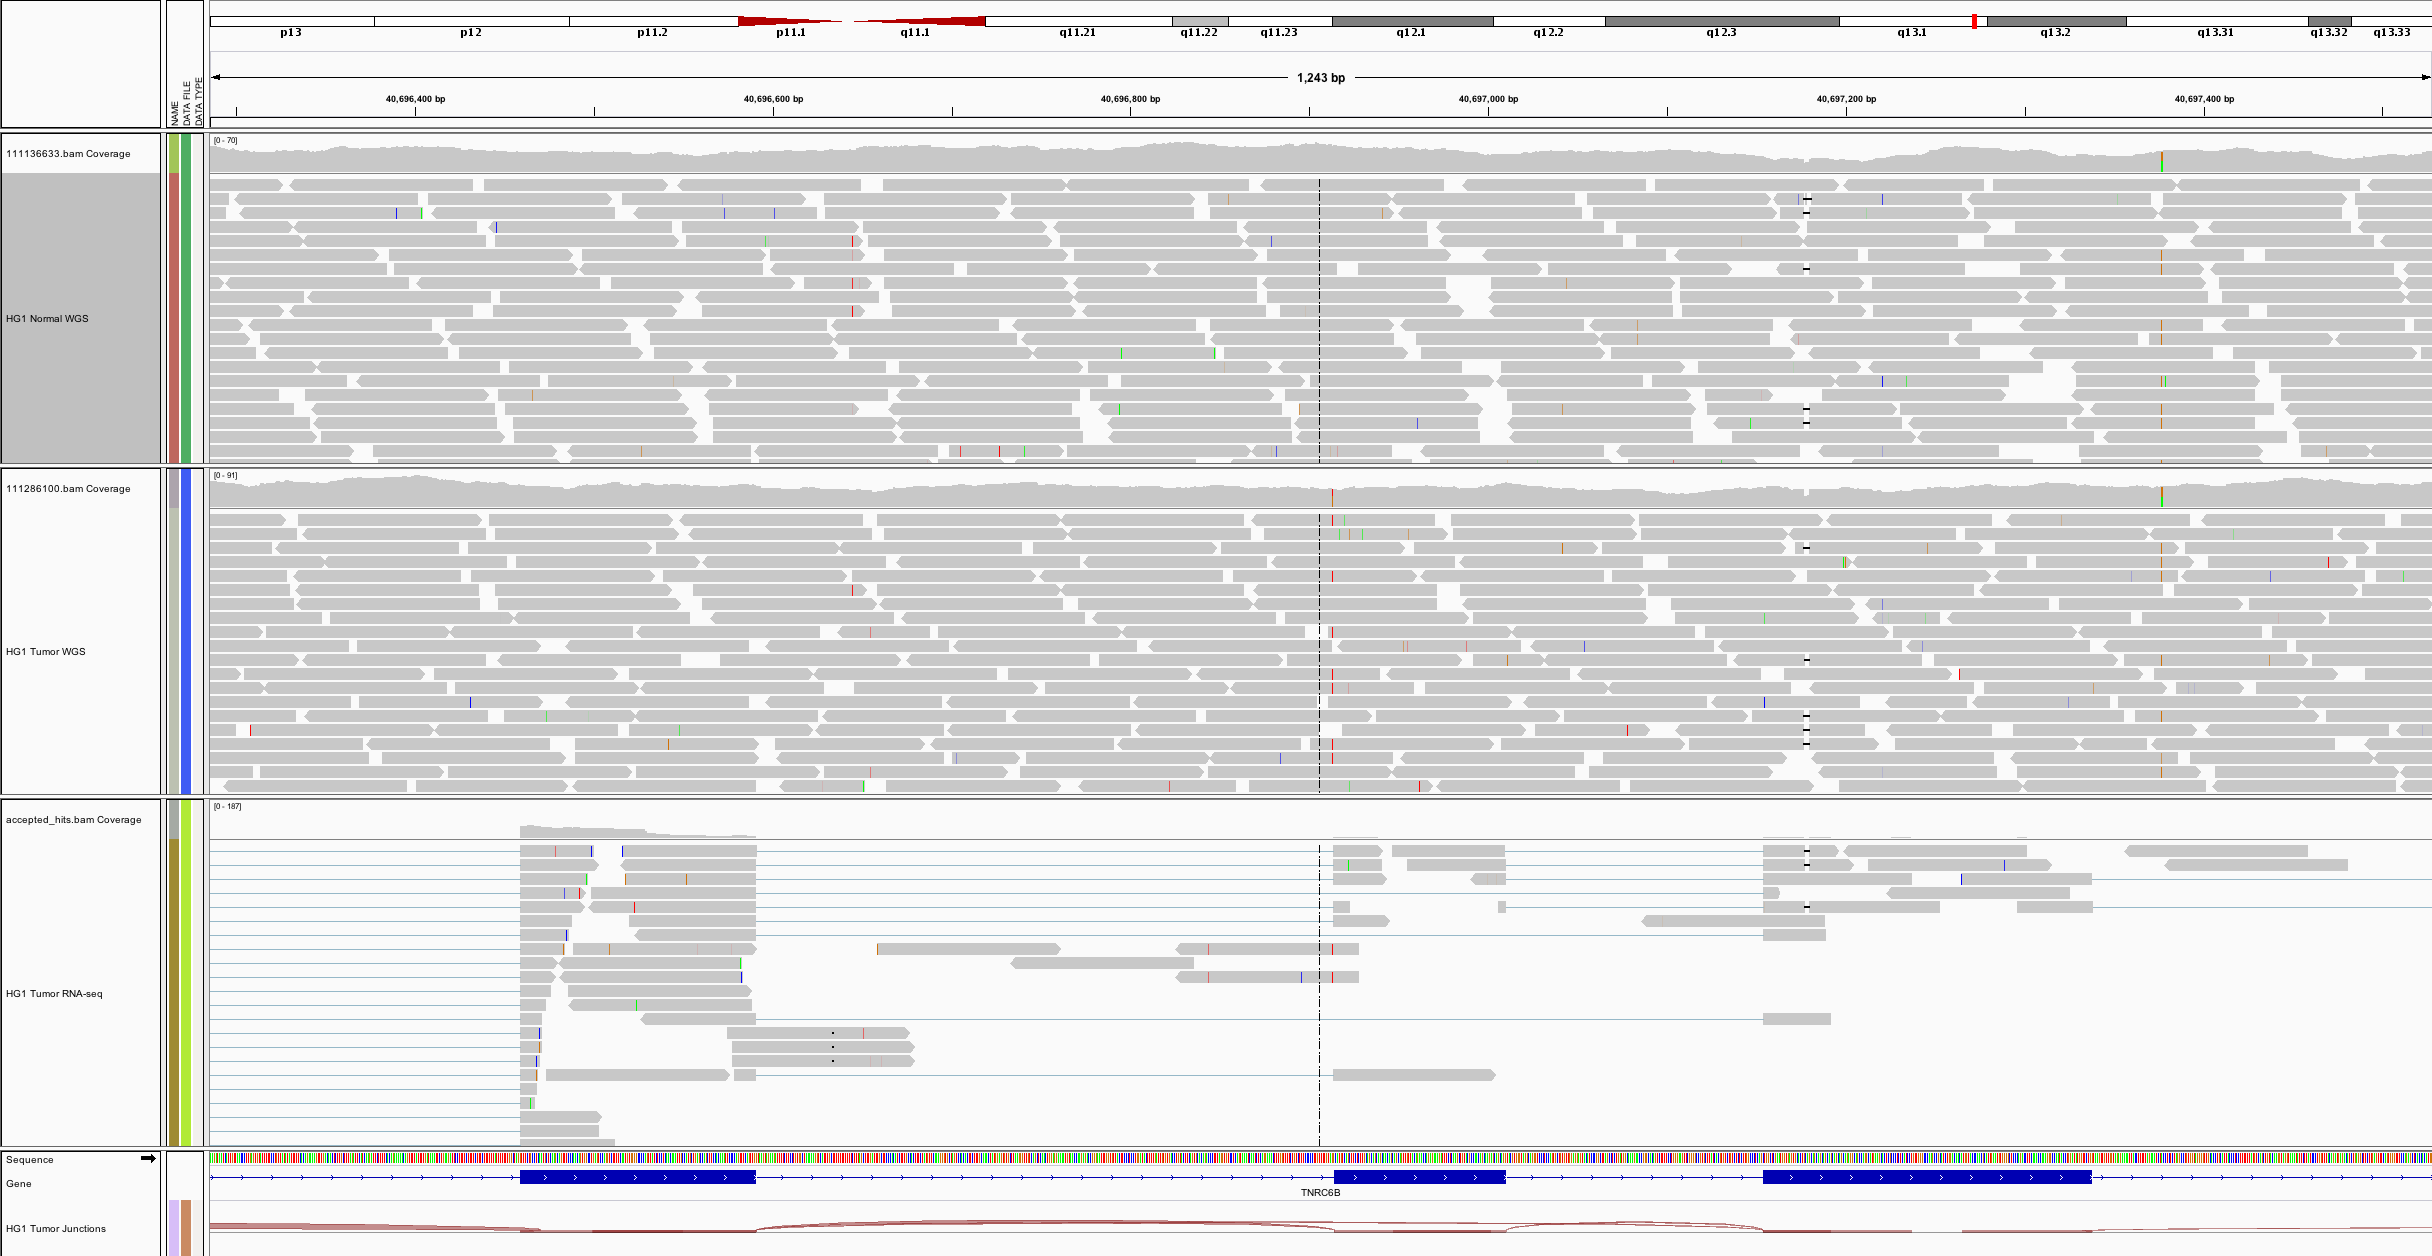 p13 p12 p11.2 p11.1 q11.1 q11.21 q11.22 q11.23 q12.1 q12.2 q12.3 q13.1 q13.2 q13.31 q13.32 q13.33
1,243 bp
NAME
DATA FILE
DATA TYPE
40,696,400 bp 40,696,600 bp 40,696,800 bp 40,697,000 bp 40,697,200 bp 40,697,400 bp
[0 - 70]
111136633.bam Coverage
HG1 Normal WGS
[0 - 91]
111286100.bam Coverage
HG1 Tumor WGS
[0 - 187]
accepted_hits.bam Coverage
HG1 Tumor RNA-seq
Sequence
Gene
TNRC6B
HG1 Tumor Junctions